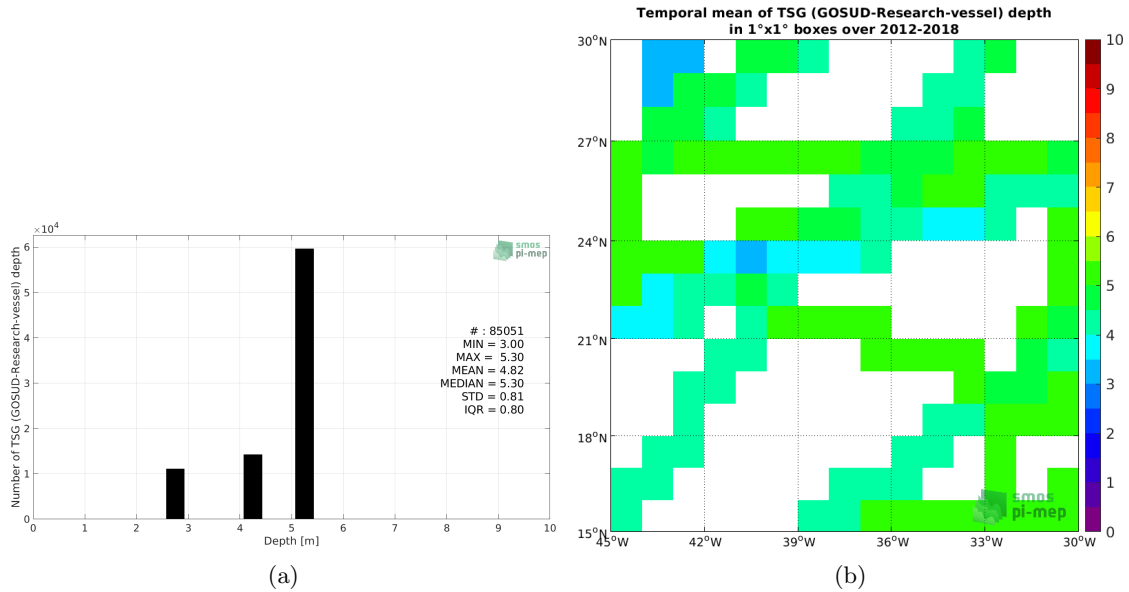 ×10⁴
6
5
4
3
2
1
0
Number of TSG (GOSUD-Research-vessel) depth
smos
pi-mep
# : 85051
MIN = 3.00
MAX = 5.30
MEAN = 4.82
MEDIAN = 5.30
STD = 0.81
IQR = 0.80
0 1 2 3 4 5 6 7 8 9 10
Depth [m]
(a)
Temporal mean of TSG (GOSUD-Research-vessel) depth
in 1°x1° boxes over 2012-2018
30°N
27°N
24°N
21°N
18°N
15°N
45°W 42°W 39°W 36°W 33°W 30°W
smos
pi-mep
10
9
8
7
6
5
4
3
2
1
0
(b)